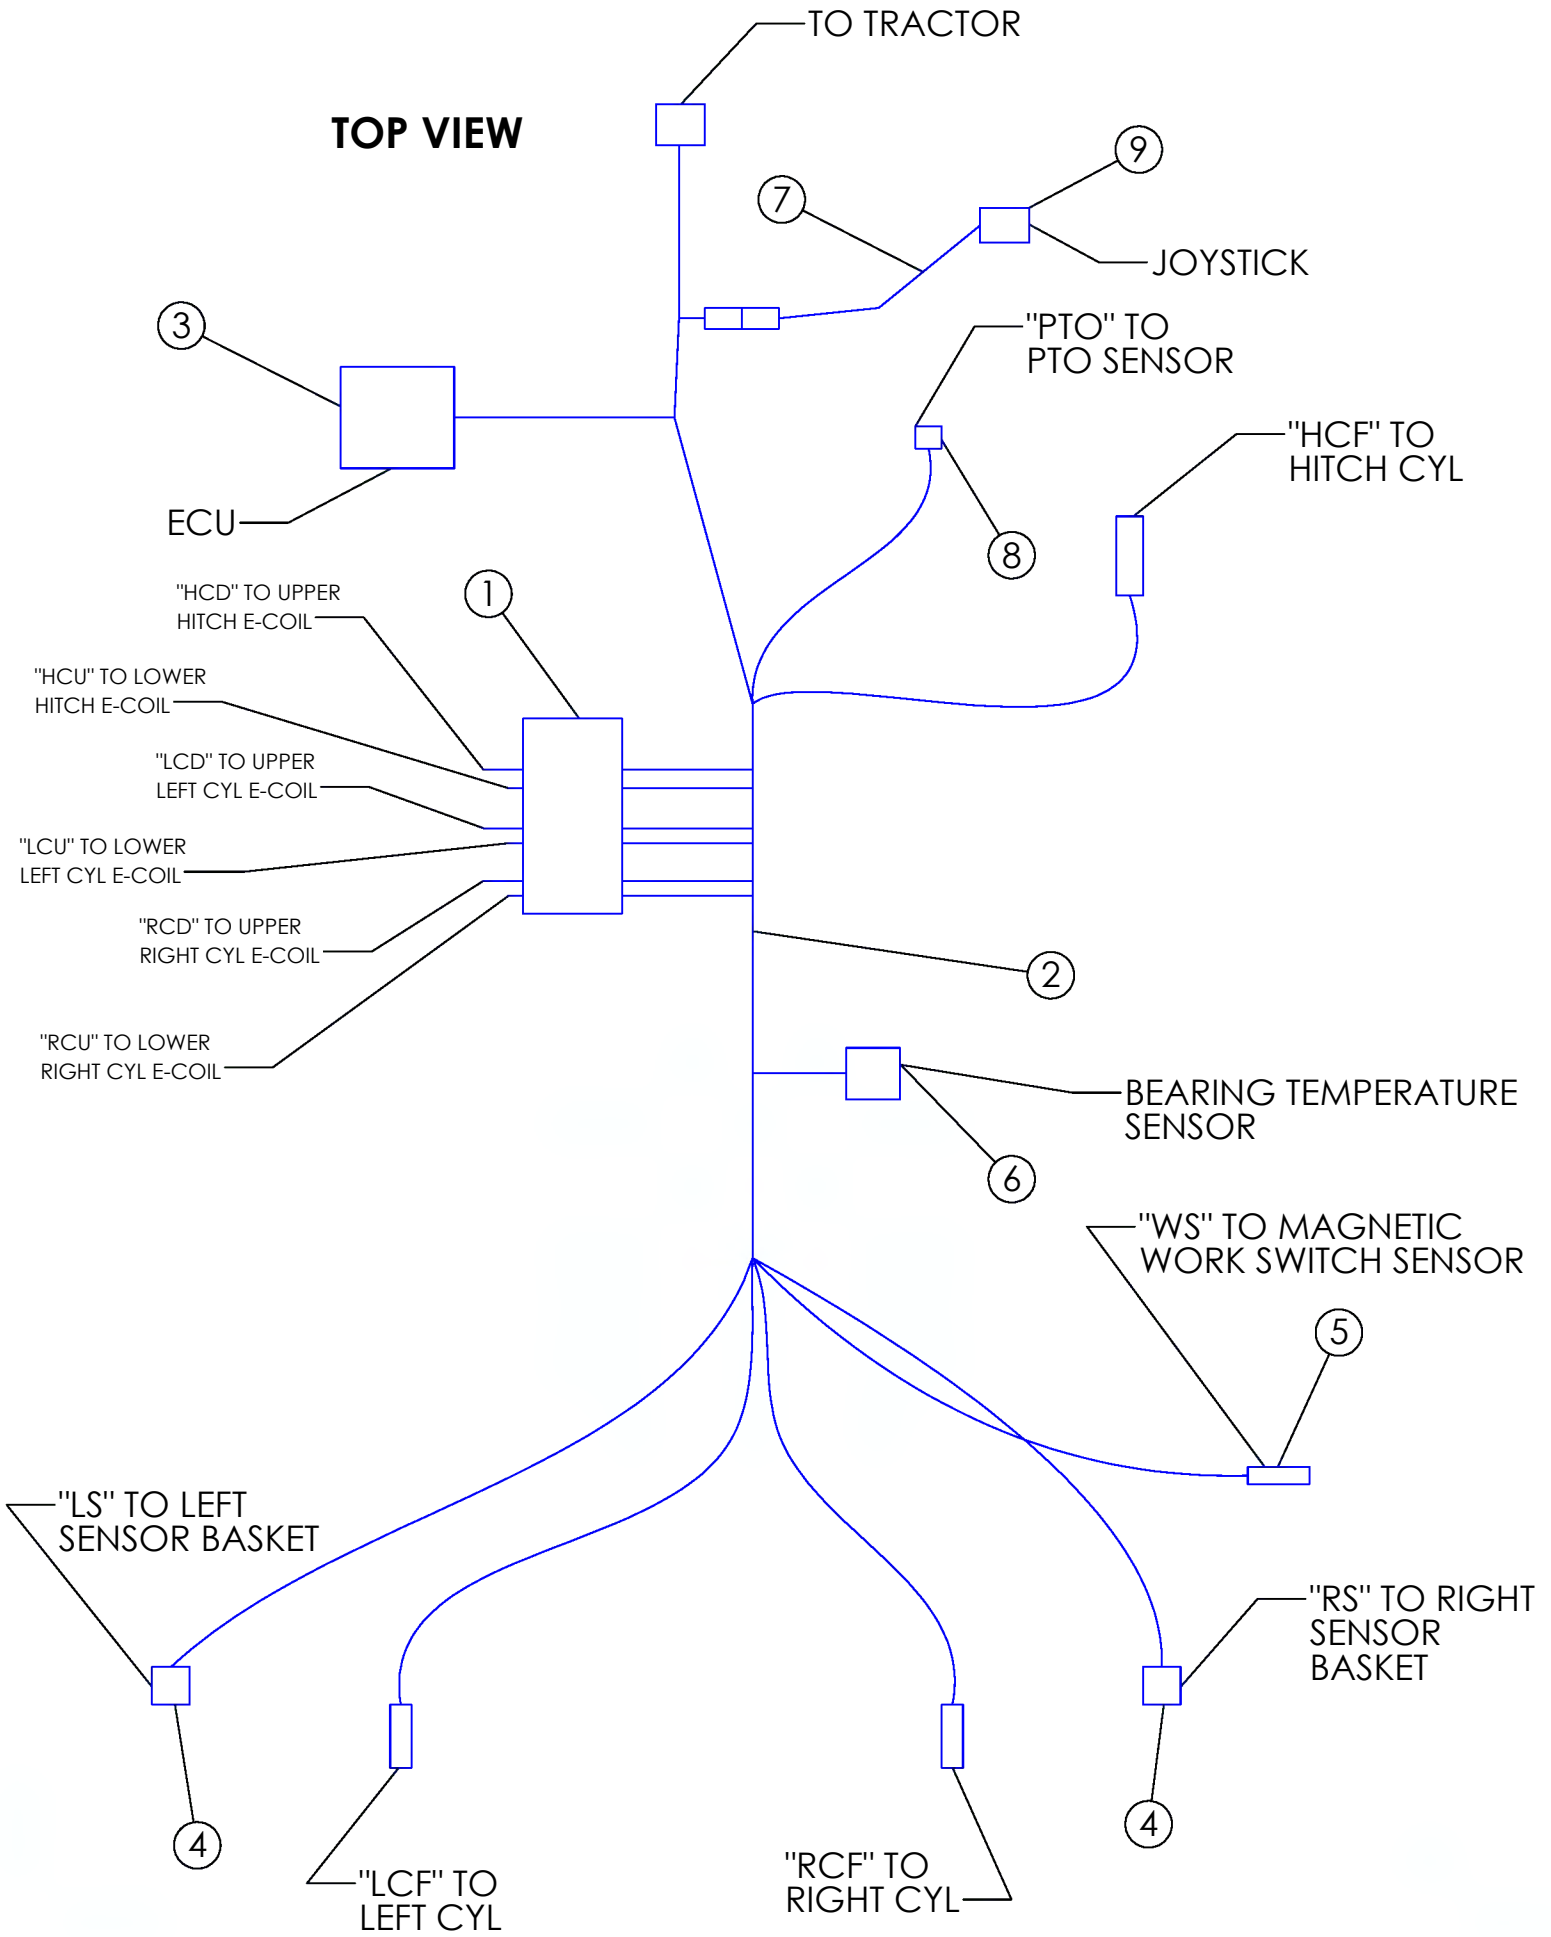 TO TRACTOR
TOP VIEW
9
7
JOYSTICK
3
"PTO" TO
PTO SENSOR
"HCF" TO
HITCH CYL
ECU
8
"HCD" TO UPPER
HITCH E-COIL
1
"HCU" TO LOWER
HITCH E-COIL
"LCD" TO UPPER
LEFT CYL E-COIL
"LCU" TO LOWER
LEFT CYL E-COIL
"RCD" TO UPPER
RIGHT CYL E-COIL
2
"RCU" TO LOWER
RIGHT CYL E-COIL
BEARING TEMPERATURE
SENSOR
6
"WS" TO MAGNETIC
WORK SWITCH SENSOR
5
"LS" TO LEFT
SENSOR BASKET
"RS" TO RIGHT
SENSOR
BASKET
4
4
"LCF" TO
LEFT CYL
"RCF" TO
RIGHT CYL